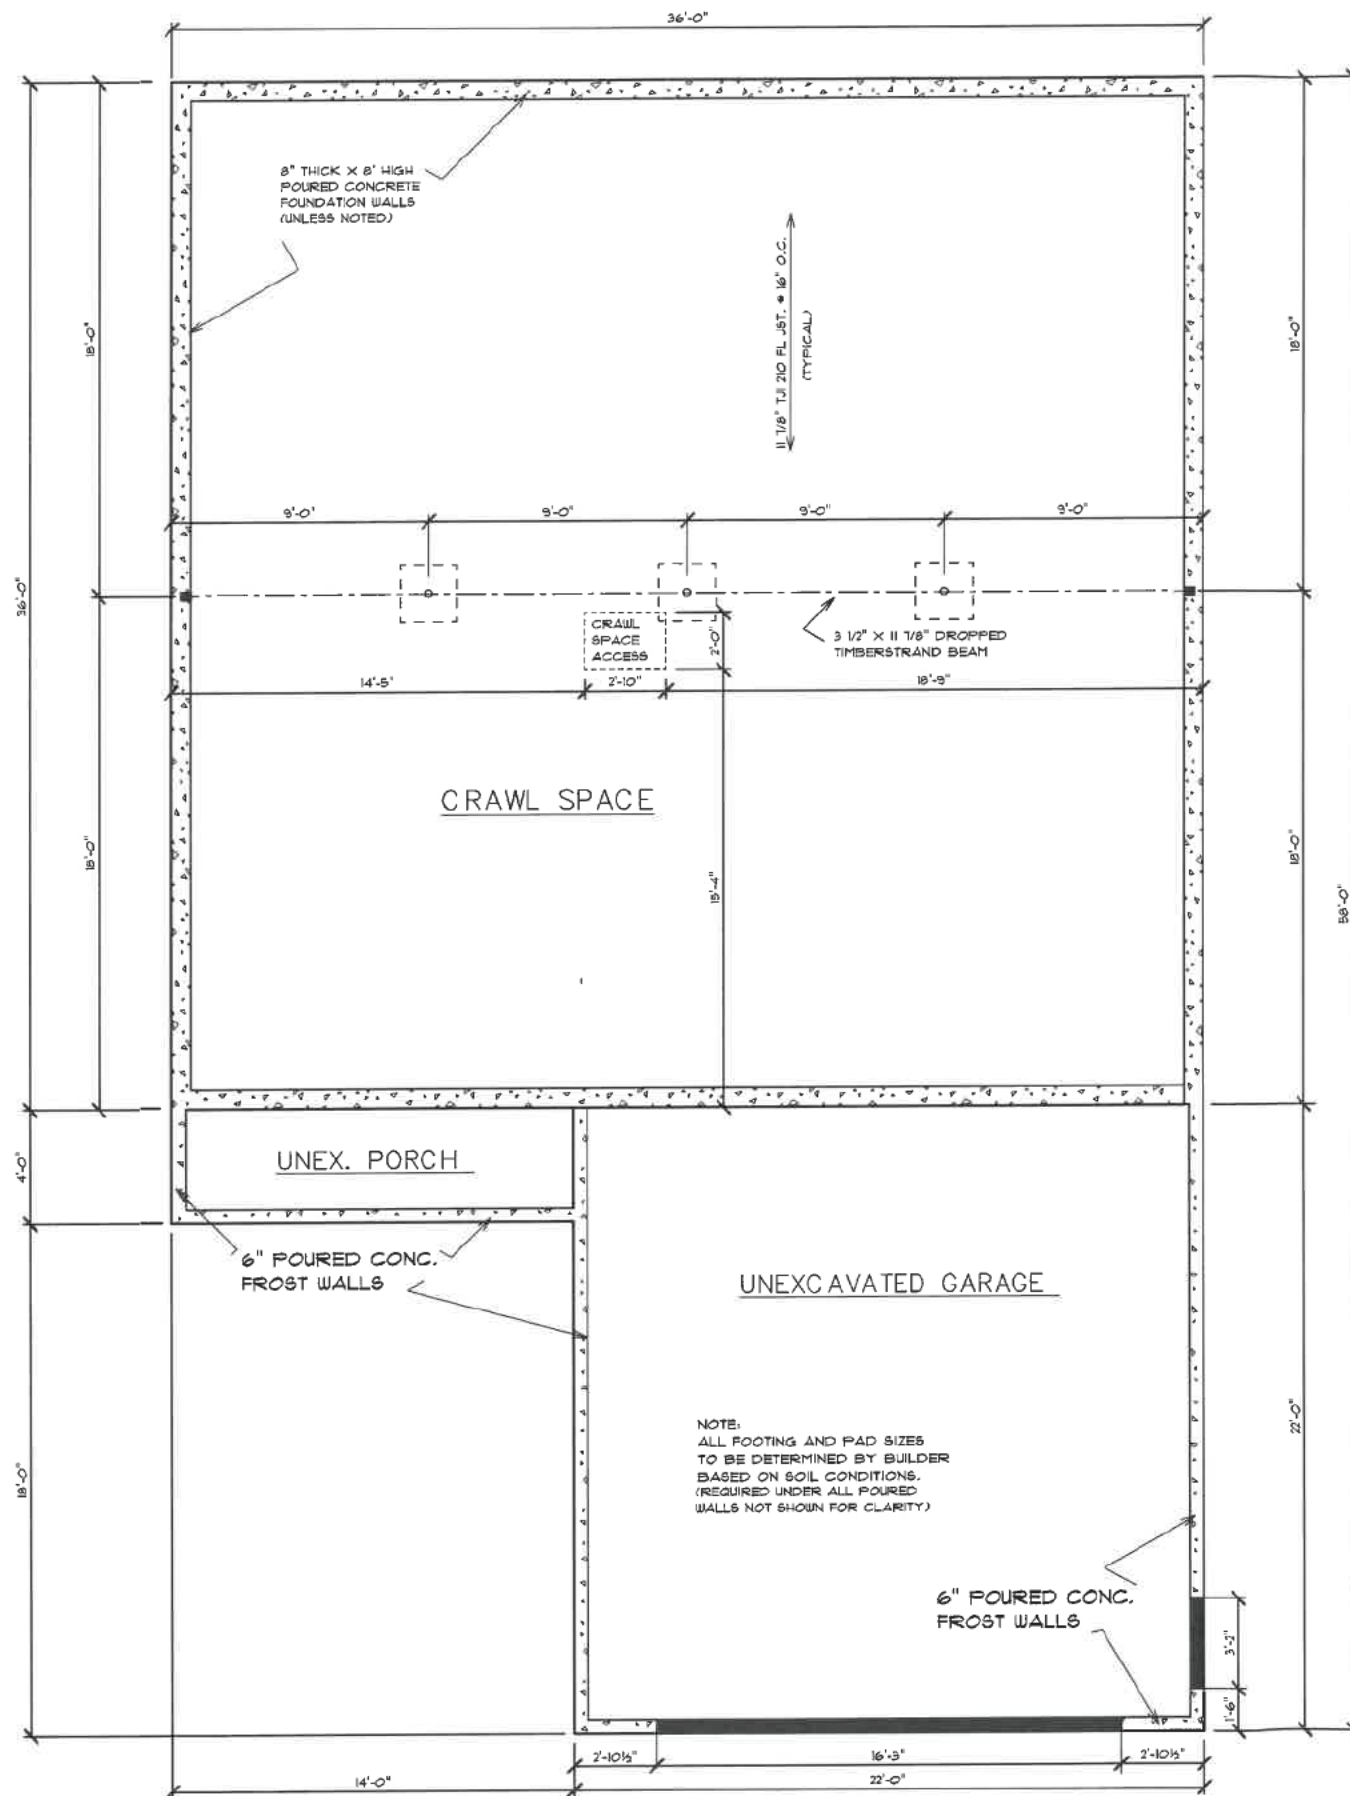 36'-0"
8" THICK X 8' HIGH
POURED CONCRETE
FOUNDATION WALLS
(UNLESS NOTED)
11 7/8" TJI 210 FL JST. @ 16" O.C.
(TYPICAL)
18'-0"
18'-0"
9'-0'
9'-0"
9'-0"
9'-0"
36'-0"
CRAWL
SPACE
ACCESS
2'-0"
3 1/2" X 11 7/8" DROPPED
TIMBERSTRAND BEAM
14'-5'
2'-10"
18'-9"
CRAWL SPACE
18'-0"
15'-4"
18'-0"
58'-0"
4'-0"
UNEX. PORCH
6" POURED CONC.
FROST WALLS
UNEXCAVATED GARAGE
22'-0"
18'-0"
NOTE:
ALL FOOTING AND PAD SIZES
TO BE DETERMINED BY BUILDER
BASED ON SOIL CONDITIONS.
(REQUIRED UNDER ALL POURED
WALLS NOT SHOWN FOR CLARITY)
6" POURED CONC.
FROST WALLS
3'-2"
1'-6"
2'-10½"
16'-3"
2'-10½"
14'-0"
22'-0"